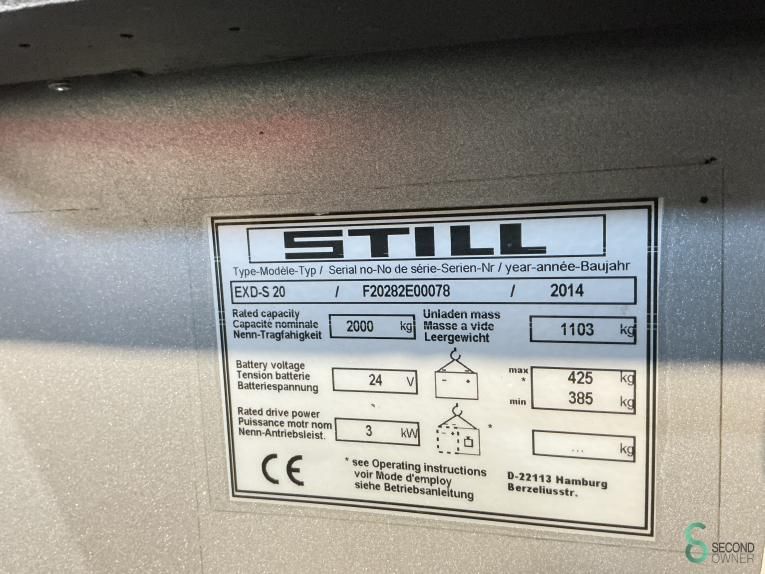 STILL
Type-Modèle-Typ / Serial no-No de série-Serien-Nr / year-année-Baujahr
EXD-S 20 / F20282E00078 / 2014
Rated capacity
Capacité nominale
Nenn-Tragfahigkeit
2000 kg
Unladen mass
Masse a vide
Leergewicht
1103 kg
Battery voltage
Tension batterie
Batteriespannung
24 V
- +
max
*
425 kg
min
385 kg
Rated drive power
Puissance motr nom
Nenn-Antriebsleist.
3 kW
- +
*
... kg
CE
* see Operating instructions
voir Mode d'employ
siehe Betriebsanleitung
D-22113 Hamburg
Berzeliusstr.
SECOND
OWNER